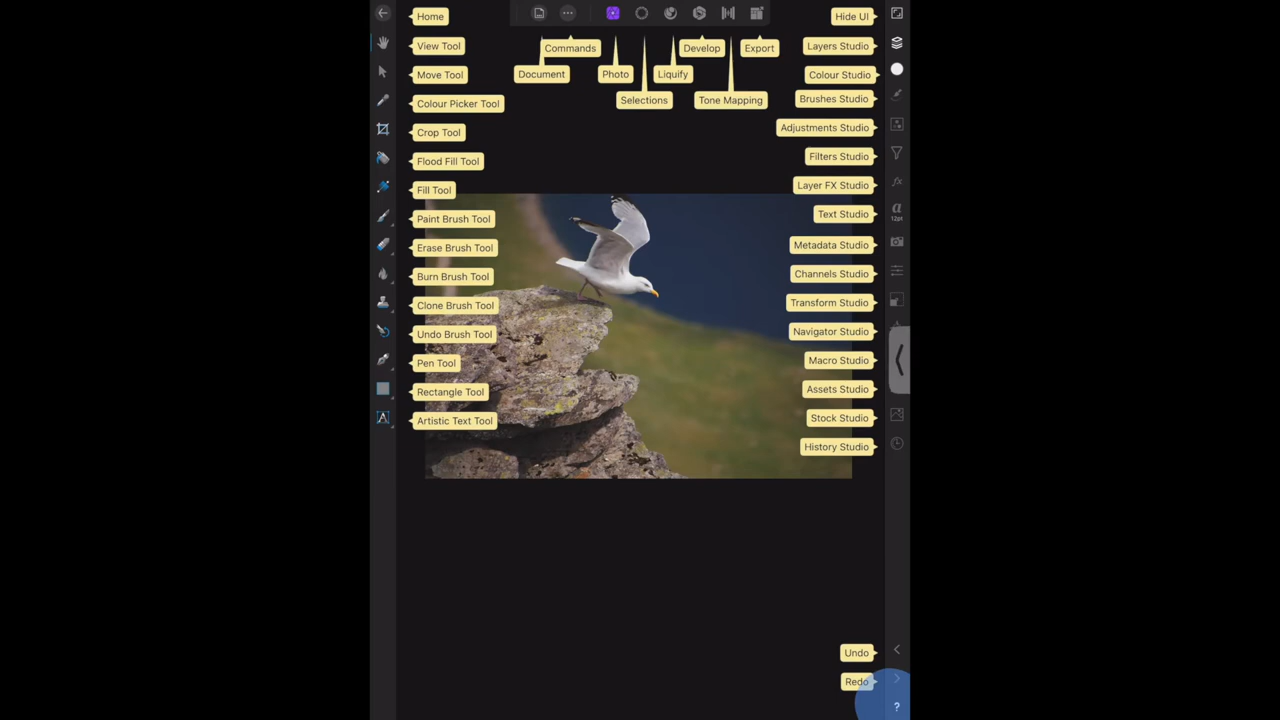 Home
View Tool
Move Tool
Colour Picker Tool
Crop Tool
Flood Fill Tool
Fill Tool
Paint Brush Tool
Erase Brush Tool
Burn Brush Tool
Clone Brush Tool
Undo Brush Tool
Pen Tool
Rectangle Tool
Artistic Text Tool
Commands
Develop
Export
Document
Photo
Liquify
Selections
Tone Mapping
Hide UI
Layers Studio
Colour Studio
Brushes Studio
Adjustments Studio
Filters Studio
Layer FX Studio
fx
Text Studio
a
12pt
Metadata Studio
Channels Studio
Transform Studio
Navigator Studio
Macro Studio
Assets Studio
Stock Studio
History Studio
Undo
Redo
?
A